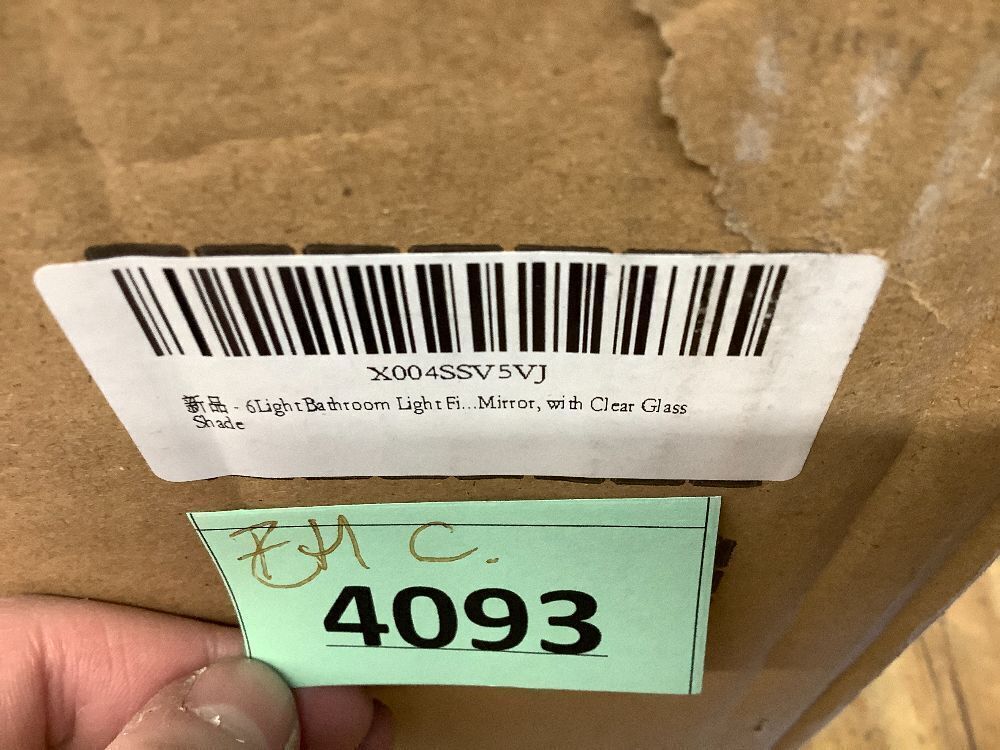 X004SSV5VJ
新品 - 6Light Bathroom Light Fi...Mirror, with Clear Glass
Shade
C.
4093